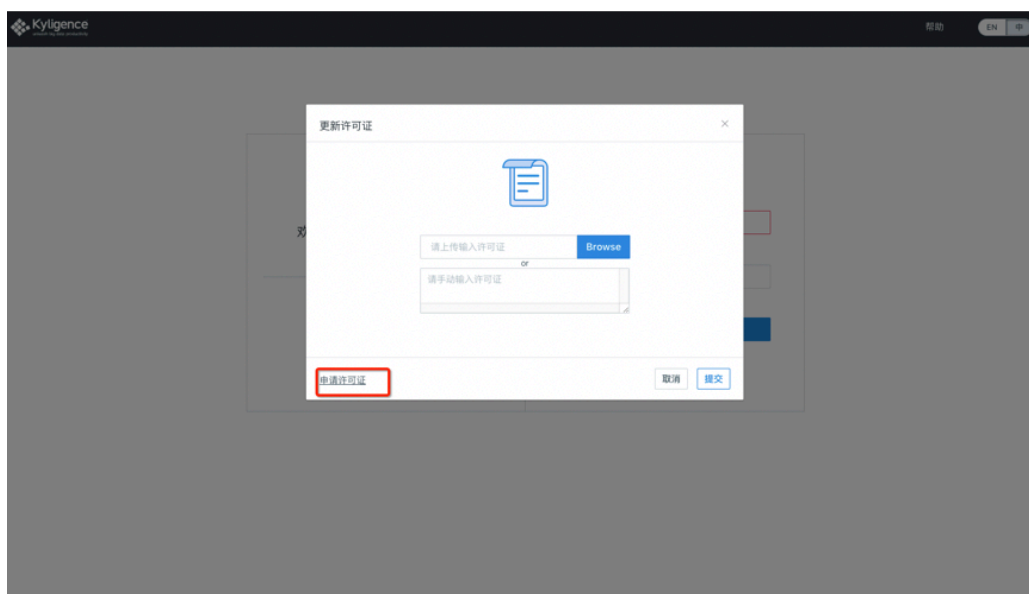 Kyligence
帮助
EN 中
更新许可证
欢
请上传输入许可证 Browse
or
请手动输入许可证
申请许可证
取消 提交